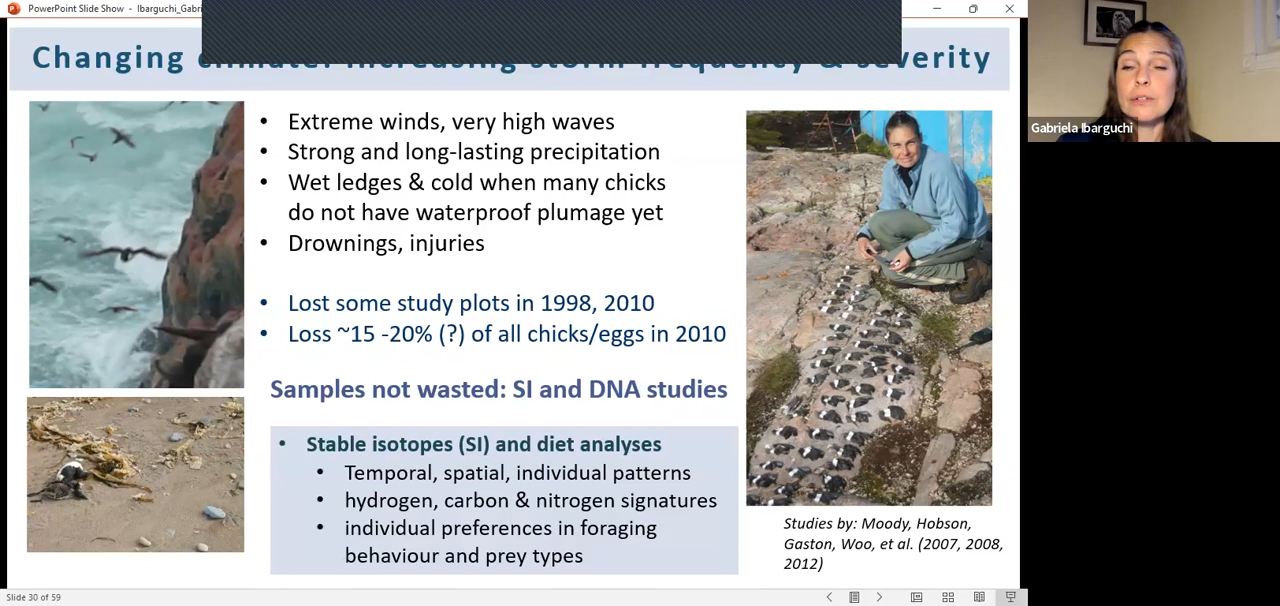 PowerPoint Slide Show - Ibarguchi_Gabri
Changing climate: increasing storm frequency & severity
• Extreme winds, very high waves
• Strong and long-lasting precipitation
• Wet ledges & cold when many chicks
do not have waterproof plumage yet
• Drownings, injuries
• Lost some study plots in 1998, 2010
• Loss ~15 -20% (?) of all chicks/eggs in 2010
Samples not wasted: SI and DNA studies
• Stable isotopes (SI) and diet analyses
• Temporal, spatial, individual patterns
• hydrogen, carbon & nitrogen signatures
• individual preferences in foraging
behaviour and prey types
Studies by: Moody, Hobson,
Gaston, Woo, et al. (2007, 2008,
2012)
Gabriela Ibarguchi
Slide 30 of 59